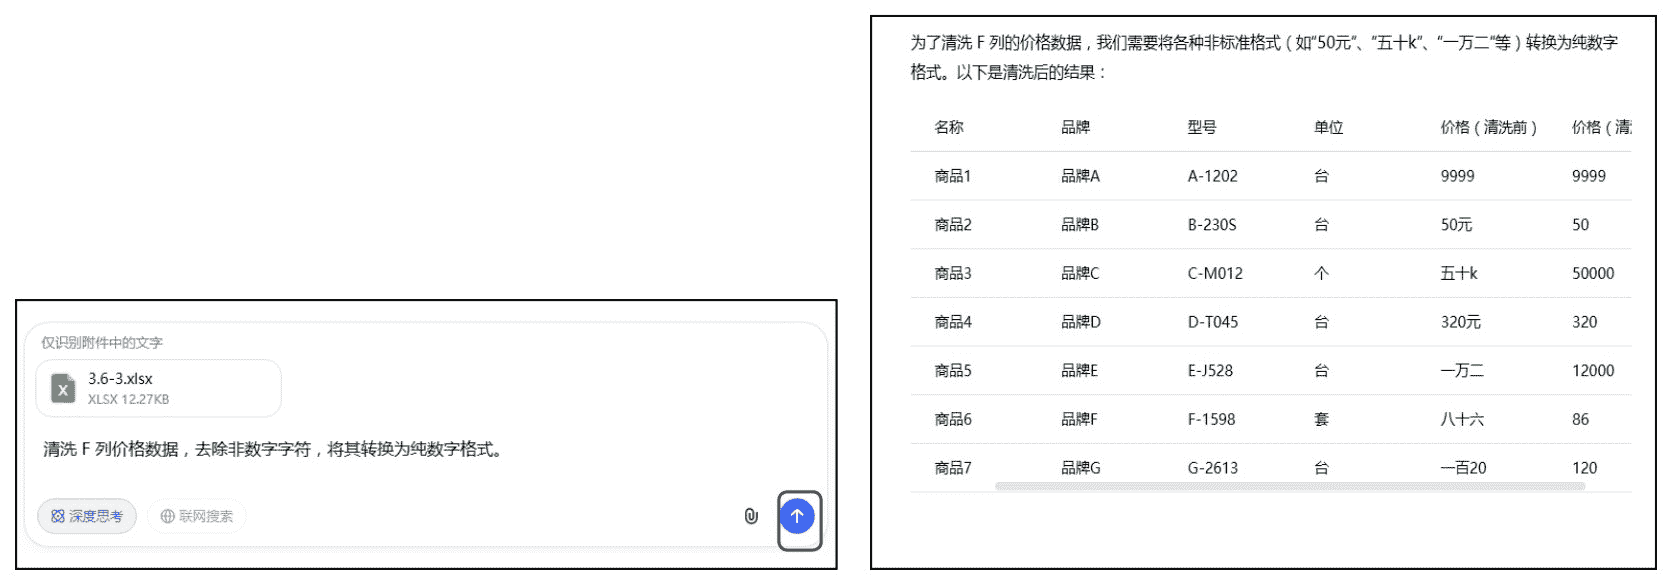 仅识别附件中的文字
3.6-3.xlsx
XLSX 12.27KB
清洗 F 列价格数据，去除非数字字符，将其转换为纯数字格式。
深度思考 联网搜索
为了清洗 F 列的价格数据，我们需要将各种非标准格式（如“50元”、“五十k”、“一万二”等）转换为纯数字
格式。以下是清洗后的结果：
名称 品牌 型号 单位 价格（清洗前） 价格（清
商品1 品牌A A-1202 台 9999 9999
商品2 品牌B B-230S 台 50元 50
商品3 品牌C C-M012 个 五十k 50000
商品4 品牌D D-T045 台 320元 320
商品5 品牌E E-J528 台 一万二 12000
商品6 品牌F F-1598 套 八十六 86
商品7 品牌G G-2613 台 一百20 120